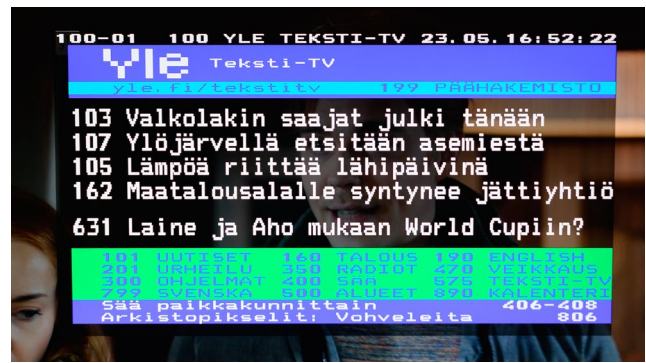 100-01 100 YLE TEKSTI-TV 23.05.16:52:22
Yle Teksti-TV
yle.fi/tekstitv 199 PÄÄHAKEMISTO
103 Valkolakin saajat julki tänään
107 Ylöjärvellä etsitään asemiestä
105 Lämpöä riittää lähipäivinä
162 Maatalousalalle syntynee jättiyhtiö
631 Laine ja Aho mukaan World Cupiin?
101 UUTISET 160 TALOUS 190 ENGLISH
201 URHEILU 350 RADIOT 470 VEIKKAUS
300 OHJELMAT 400 SÄÄ 575 TEKSTI-TV
799 SVENSKA 500 ALUEET 890 KALENTERI
Sää paikkakunnittain 406-408
Arkistopikselit: Vohveleita 806